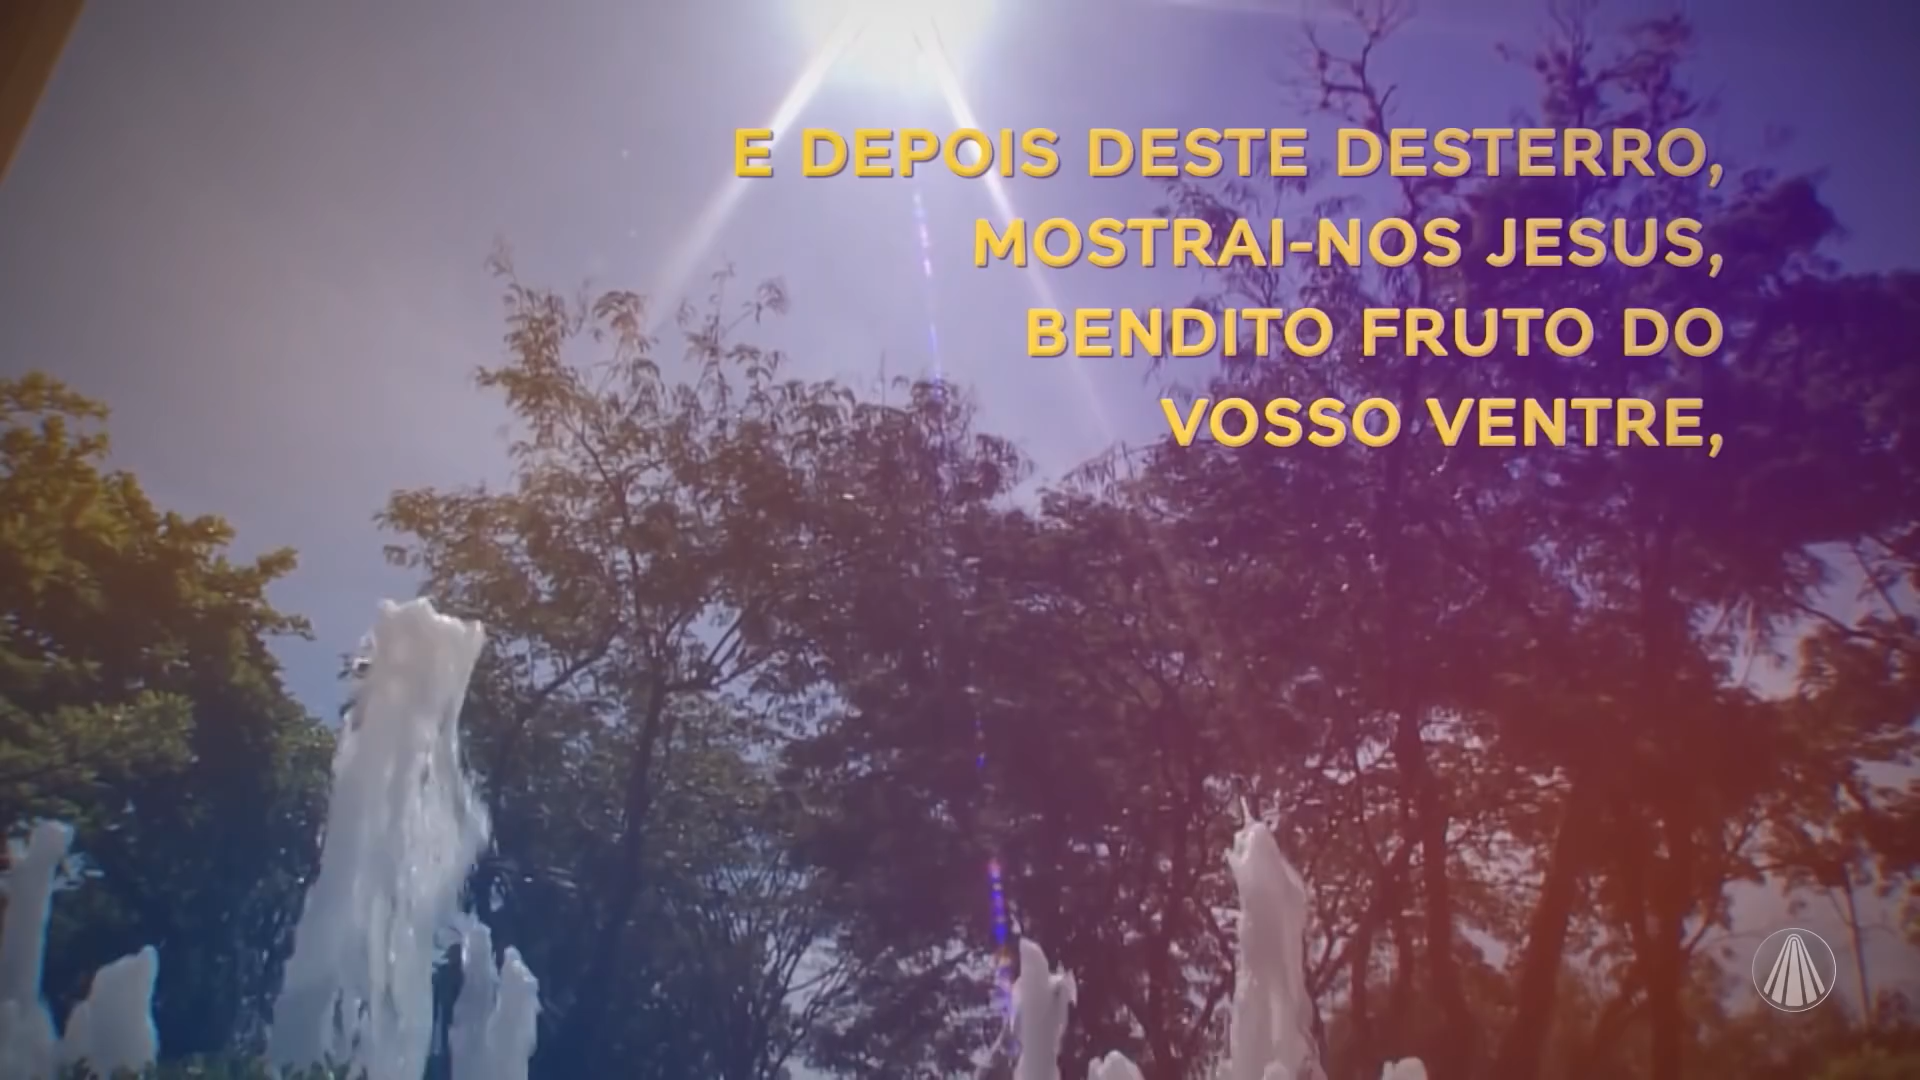 E DEPOIS DESTE DESTERRO,
MOSTRAI-NOS JESUS,
BENDITO FRUTO DO
VOSSO VENTRE,